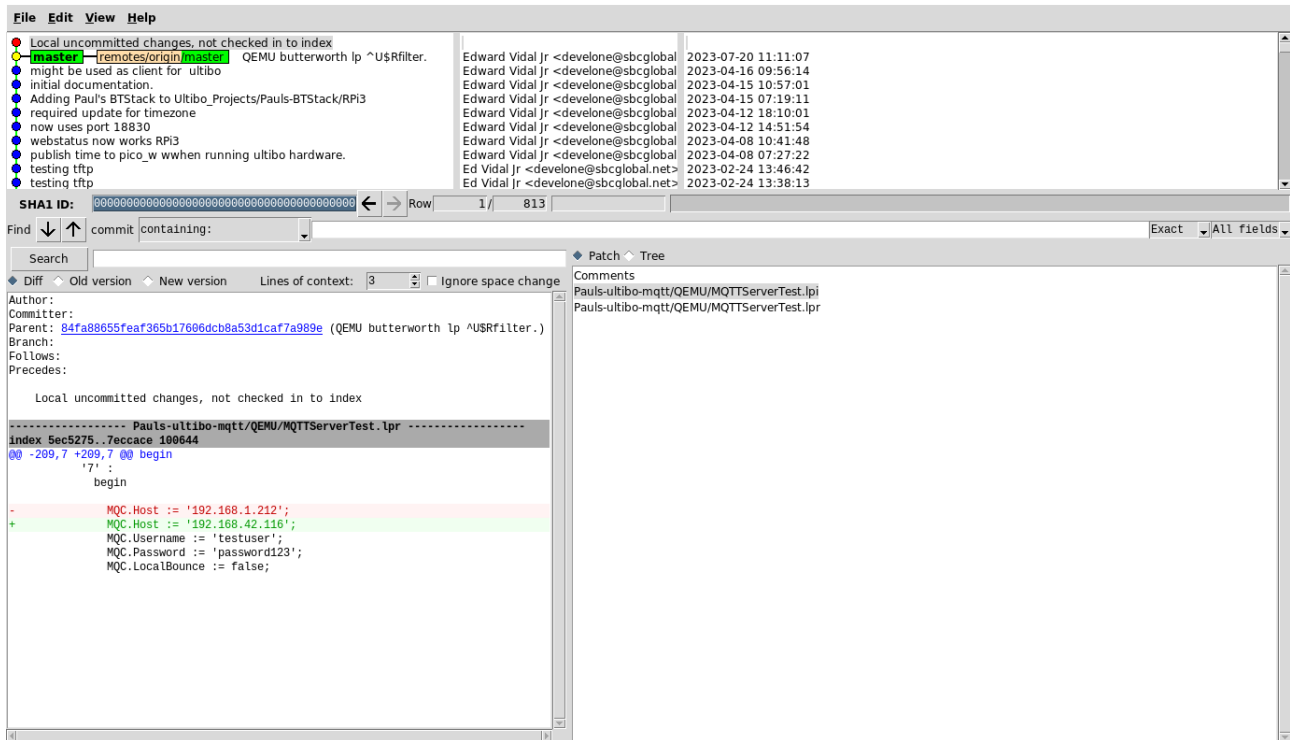 File Edit View Help
Local uncommitted changes, not checked in to index
master remotes/origin/master QEMU butterworth lp ^U$Rfilter. Edward Vidal Jr <develone@sbcglobal 2023-07-20 11:11:07
might be used as client for ultibo Edward Vidal Jr <develone@sbcglobal 2023-04-16 09:56:14
initial documentation. Edward Vidal Jr <develone@sbcglobal 2023-04-15 10:57:01
Adding Paul's BTStack to Ultibo_Projects/Pauls-BTStack/RPi3 Edward Vidal Jr <develone@sbcglobal 2023-04-15 07:19:11
required update for timezone Edward Vidal Jr <develone@sbcglobal 2023-04-12 18:10:01
now uses port 18830 Edward Vidal Jr <develone@sbcglobal 2023-04-12 14:51:54
webstatus now works RPi3 Edward Vidal Jr <develone@sbcglobal 2023-04-08 10:41:48
publish time to pico_w wwhen running ultibo hardware. Edward Vidal Jr <develone@sbcglobal 2023-04-08 07:27:22
testing tftp Ed Vidal Jr <develone@sbcglobal.net> 2023-02-24 13:46:42
testing tftp Ed Vidal Jr <develone@sbcglobal.net> 2023-02-24 13:38:13
SHA1 ID: 0000000000000000000000000000000000000000 Row 1/ 813
Find commit containing: Exact All fields
Search
Patch Tree
Diff Old version New version Lines of context: 3 Ignore space change
Comments
Pauls-ultibo-mqtt/QEMU/MQTTServerTest.lpi
Pauls-ultibo-mqtt/QEMU/MQTTServerTest.lpr
Author:
Committer:
Parent: 84fa88655feaf365b17606dcb8a53d1caf7a989e (QEMU butterworth lp ^U$Rfilter.)
Branch:
Follows:
Precedes:
Local uncommitted changes, not checked in to index
------------------ Pauls-ultibo-mqtt/QEMU/MQTTServerTest.lpr ------------------
index 5ec5275..7eccace 100644
@@ -209,7 +209,7 @@ begin
'7' :
begin
- MQC.Host := '192.168.1.212';
+ MQC.Host := '192.168.42.116';
MQC.Username := 'testuser';
MQC.Password := 'password123';
MQC.LocalBounce := false;